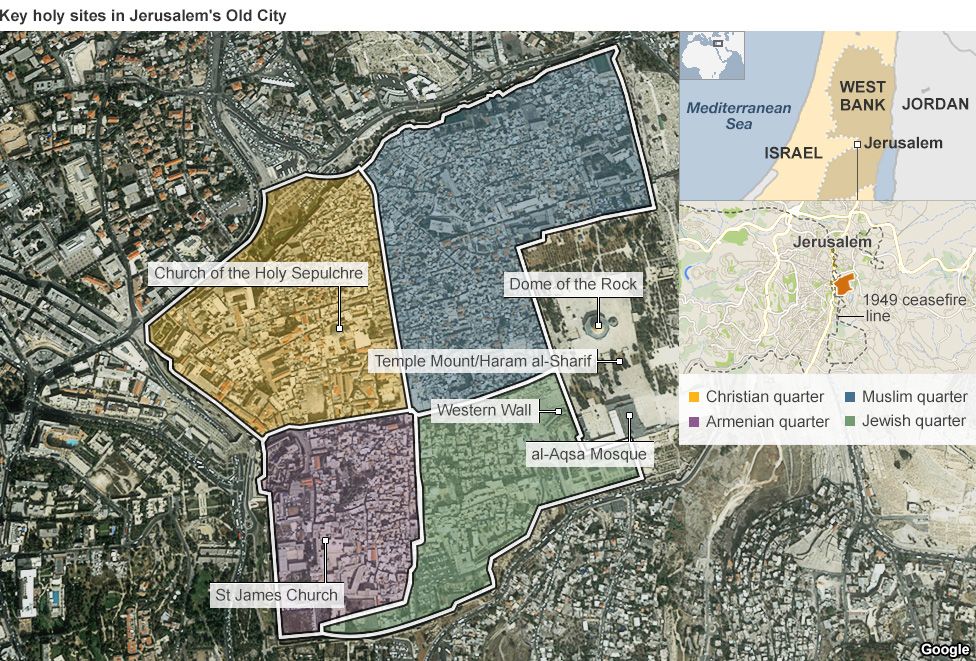 Key holy sites in Jerusalem's Old City
Mediterranean
Sea
WEST
BANK
JORDAN
ISRAEL
Jerusalem
Jerusalem
1949 ceasefire
line
Church of the Holy Sepulchre
Dome of the Rock
Temple Mount/Haram al-Sharif
Western Wall
al-Aqsa Mosque
St James Church
Christian quarter
Muslim quarter
Armenian quarter
Jewish quarter
Google